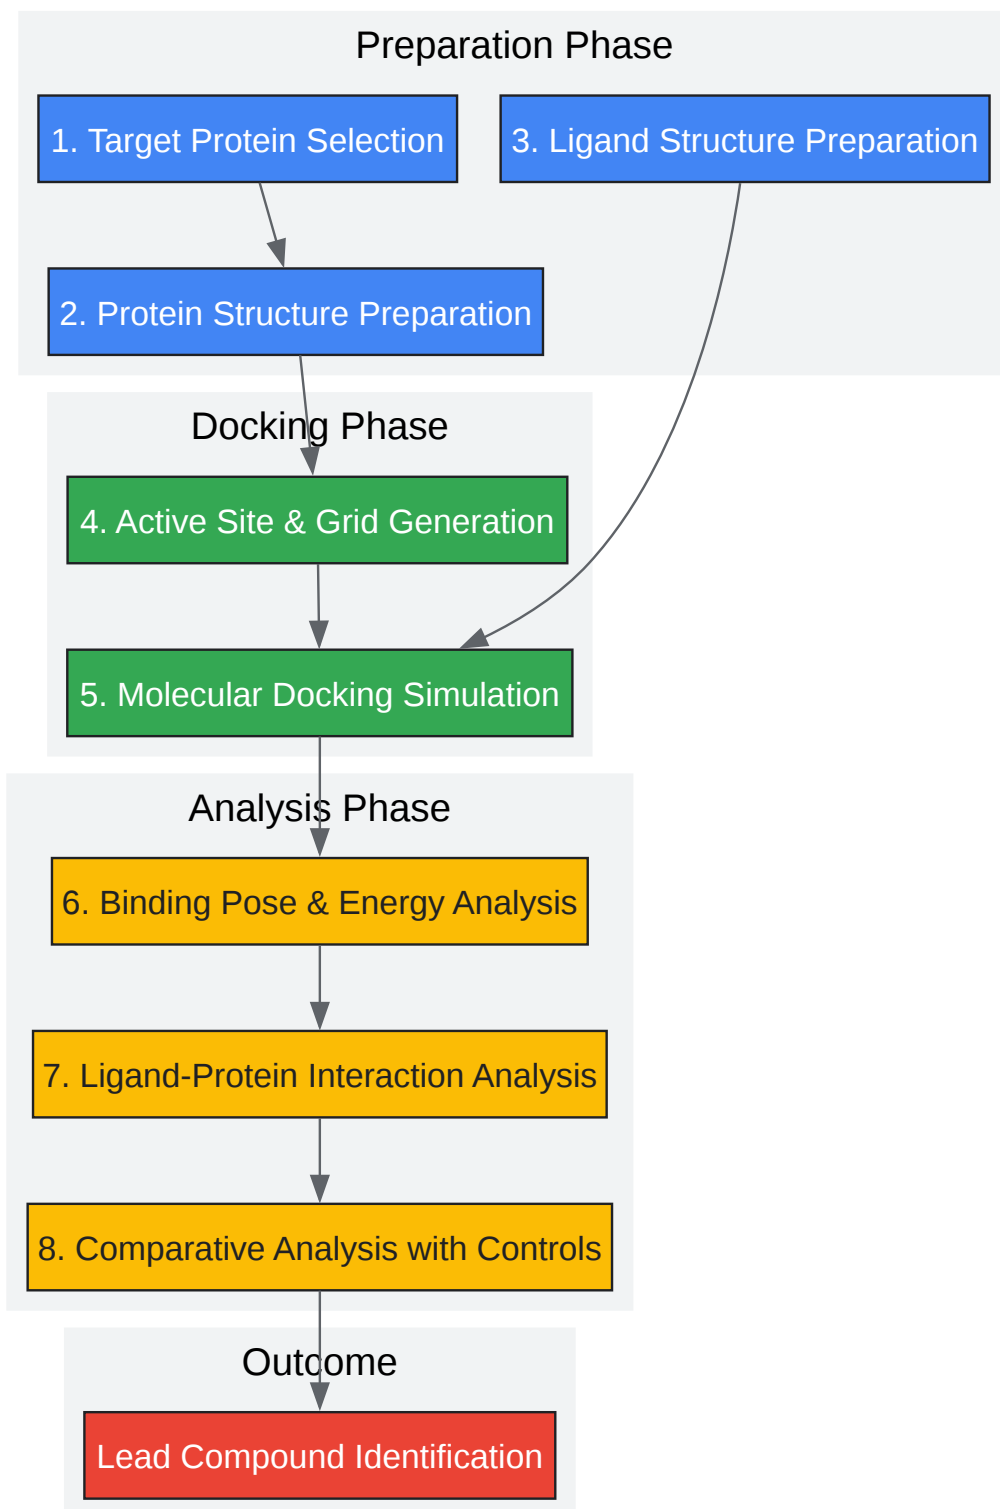 Preparation Phase
1. Target Protein Selection
3. Ligand Structure Preparation
2. Protein Structure Preparation
Docking Phase
4. Active Site & Grid Generation
5. Molecular Docking Simulation
Analysis Phase
6. Binding Pose & Energy Analysis
7. Ligand-Protein Interaction Analysis
8. Comparative Analysis with Controls
Outcome
Lead Compound Identification